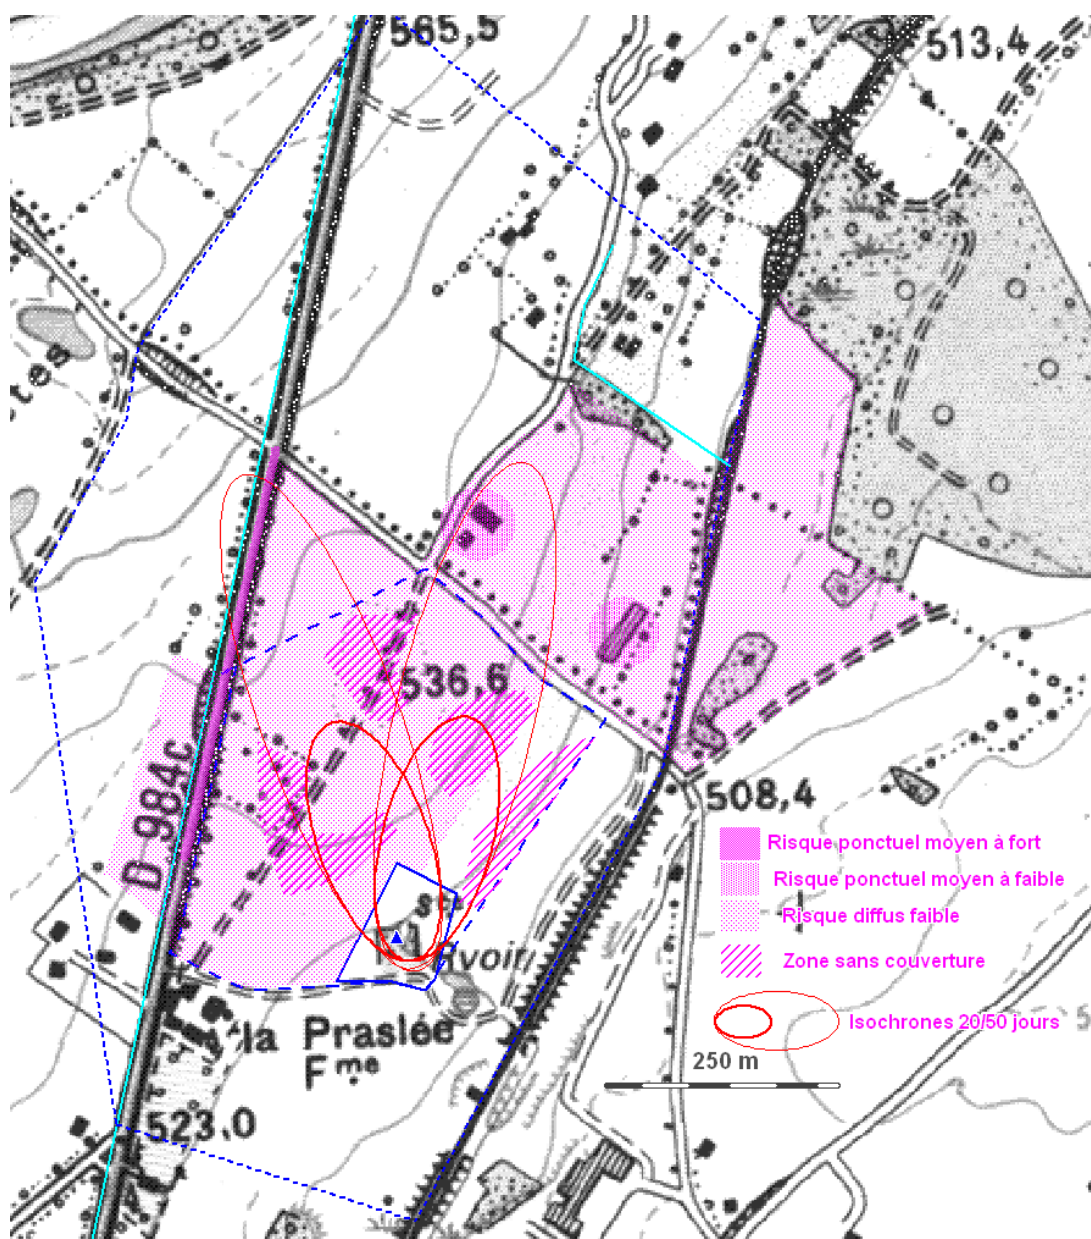 565,5
513,4
536,6
D 984c
508,4
Risque ponctuel moyen à fort
Risque ponctuel moyen à faible
Risque diffus faible
Zone sans couverture
Isochrones 20/50 jours
250 m
Rvoir
la Praslée
Fme
523,0